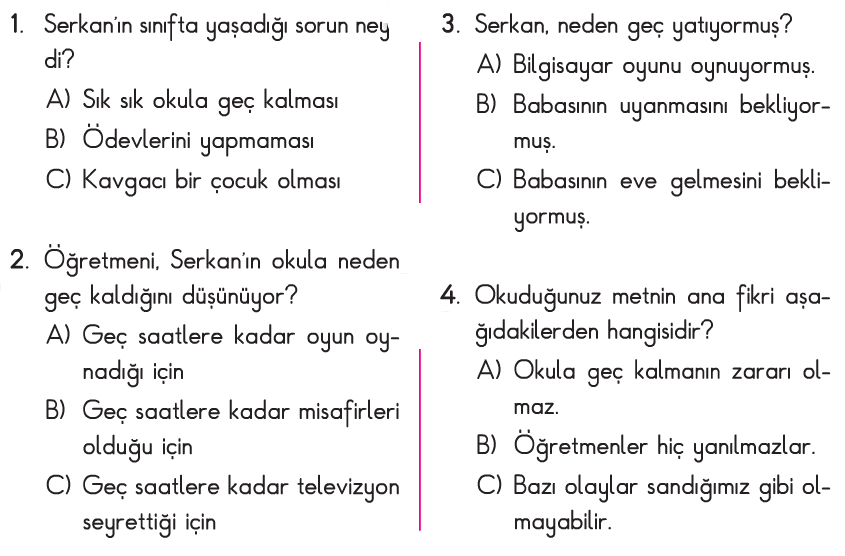 1. Serkan'ın sınıfta yaşadığı sorun ney
di?
A) Sık sık okula geç kalması
B) Ödevlerini yapmaması
C) Kavgacı bir çocuk olması
2. Öğretmeni, Serkan'ın okula neden
geç kaldığını düşünüyor?
A) Geç saatlere kadar oyun oy-
nadığı için
B) Geç saatlere kadar misafirleri
olduğu için
C) Geç saatlere kadar televizyon
seyrettiği için
3. Serkan, neden geç yatıyormuş?
A) Bilgisayar oyunu oynuyormuş.
B) Babasının uyanmasını bekliyor-
muş.
C) Babasının eve gelmesini bekli-
yormuş.
4. Okuduğunuz metnin ana fikri aşa-
ğıdakilerden hangisidir?
A) Okula geç kalmanın zararı ol-
maz.
B) Öğretmenler hiç yanılmazlar.
C) Bazı olaylar sandığımız gibi ol-
mayabilir.